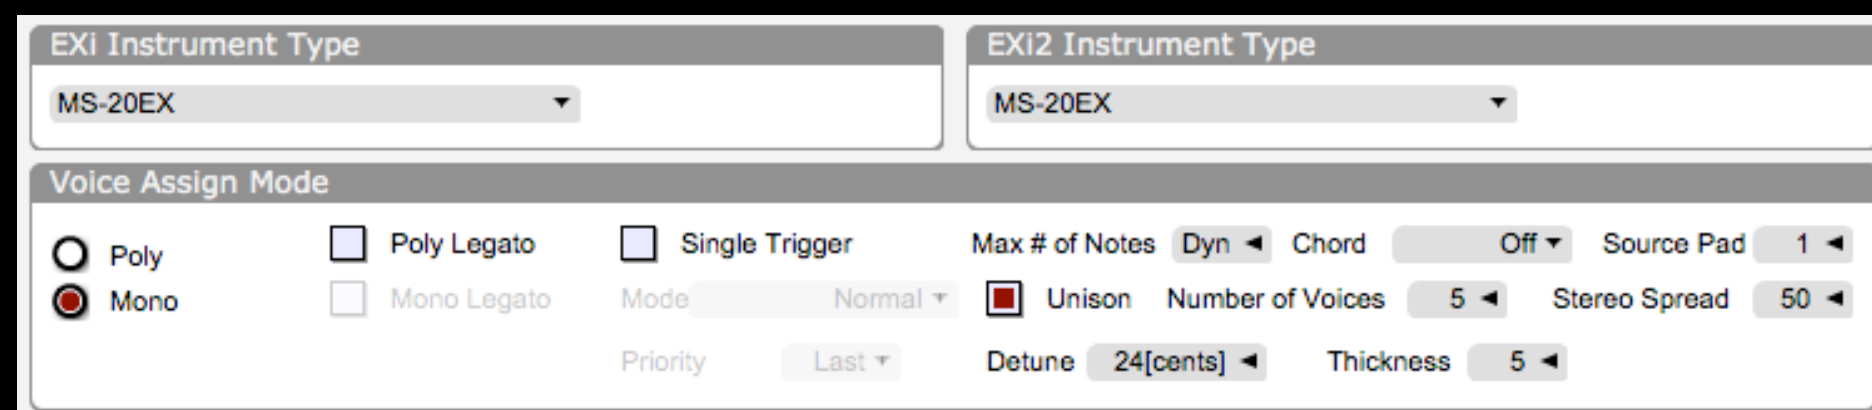 EXi Instrument Type
EXi2 Instrument Type
MS-20EX
MS-20EX
Voice Assign Mode
Poly Poly Legato Single Trigger Max # of Notes Dyn Chord Off Source Pad 1
Mono Mono Legato Mode Normal Unison Number of Voices 5 Stereo Spread 50
Priority Last Detune 24[cents] Thickness 5